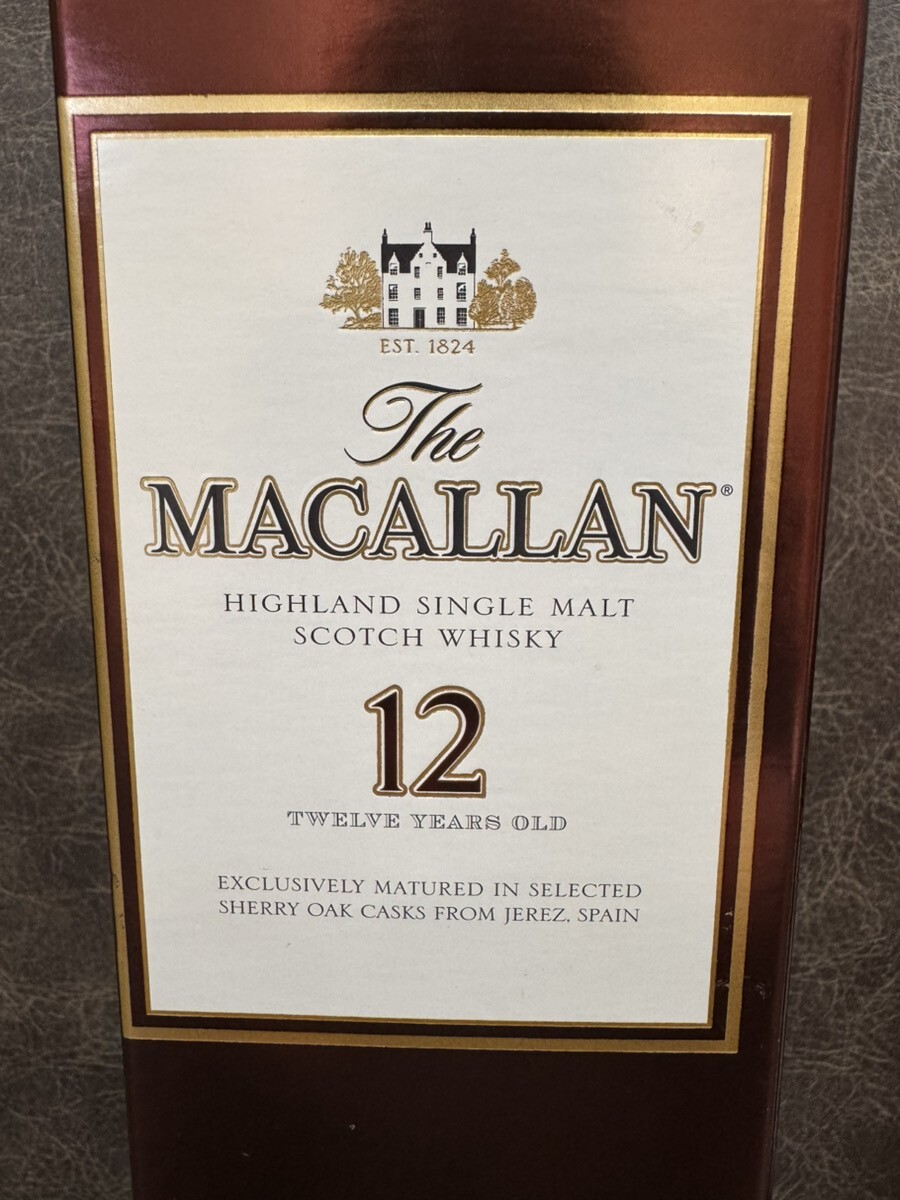 EST. 1824
The
MACALLAN®
HIGHLAND SINGLE MALT
SCOTCH WHISKY
12
TWELVE YEARS OLD
EXCLUSIVELY MATURED IN SELECTED
SHERRY OAK CASKS FROM JEREZ, SPAIN